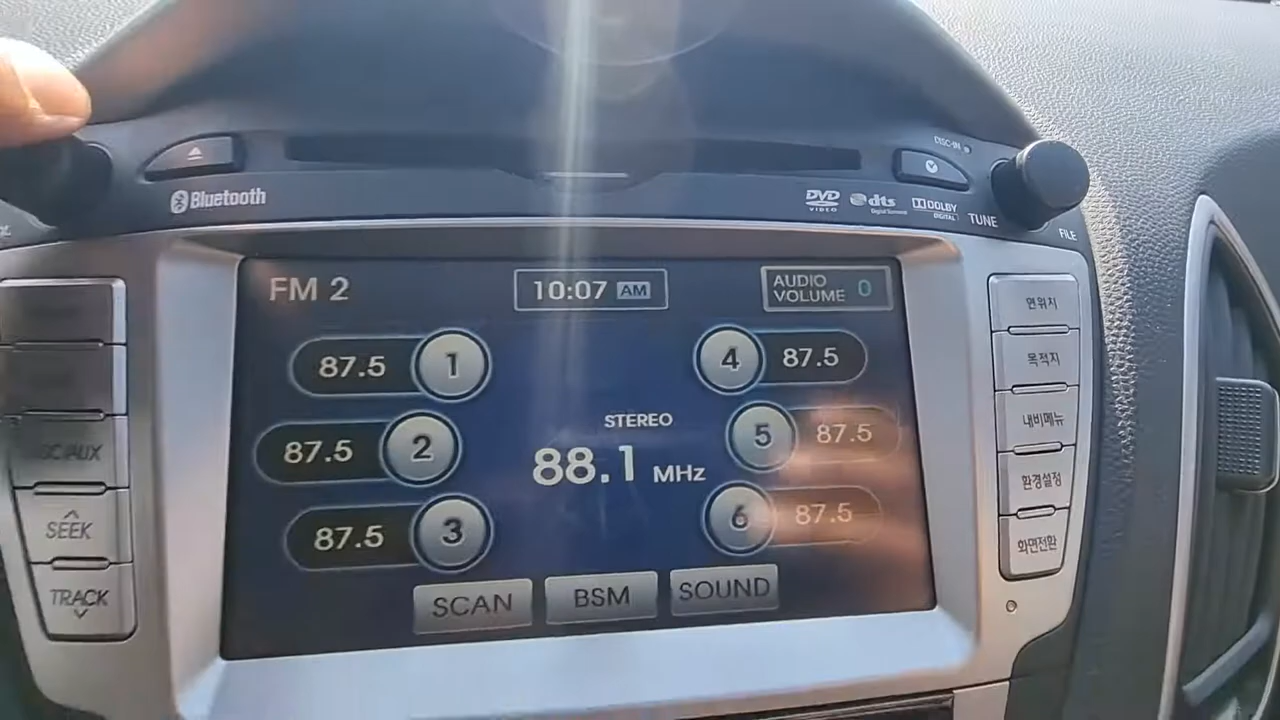 DISC-IN
Bluetooth
DVD VIDEO
dts Digital Surround
DOLBY DIGITAL
TUNE
FILE
FM 2
10:07 AM
AUDIO VOLUME 0
87.5 1
4 87.5
87.5 2
5 87.5
87.5 3
6 87.5
STEREO
88.1 MHz
SCAN
BSM
SOUND
SEEK
TRACK
현위치
목적지
내비메뉴
환경설정
화면전환